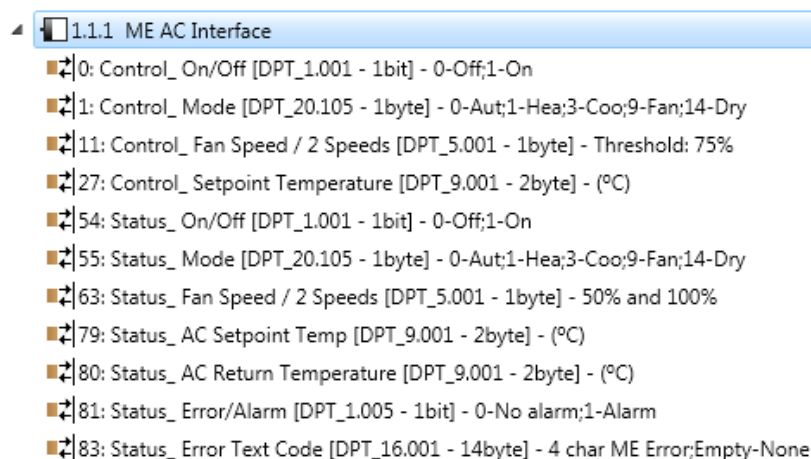 1.1.1 ME AC Interface
0: Control_ On/Off [DPT_1.001 - 1bit] - 0-Off;1-On
1: Control_ Mode [DPT_20.105 - 1byte] - 0-Aut;1-Hea;3-Coo;9-Fan;14-Dry
11: Control_ Fan Speed / 2 Speeds [DPT_5.001 - 1byte] - Threshold: 75%
27: Control_ Setpoint Temperature [DPT_9.001 - 2byte] - (ºC)
54: Status_ On/Off [DPT_1.001 - 1bit] - 0-Off;1-On
55: Status_ Mode [DPT_20.105 - 1byte] - 0-Aut;1-Hea;3-Coo;9-Fan;14-Dry
63: Status_ Fan Speed / 2 Speeds [DPT_5.001 - 1byte] - 50% and 100%
79: Status_ AC Setpoint Temp [DPT_9.001 - 2byte] - (ºC)
80: Status_ AC Return Temperature [DPT_9.001 - 2byte] - (ºC)
81: Status_ Error/Alarm [DPT_1.005 - 1bit] - 0-No alarm;1-Alarm
83: Status_ Error Text Code [DPT_16.001 - 14byte] - 4 char ME Error;Empty-None